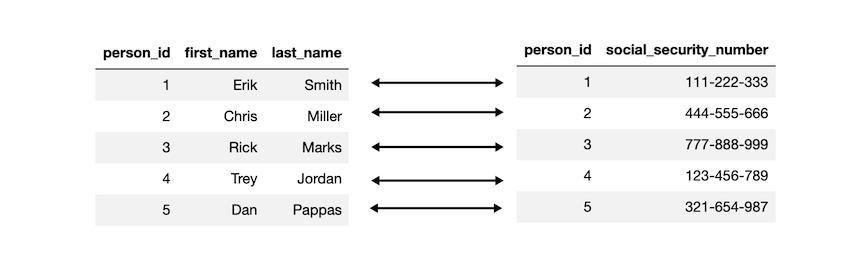 person_id first_name last_name
1 Erik Smith
2 Chris Miller
3 Rick Marks
4 Trey Jordan
5 Dan Pappas
person_id social_security_number
1 111-222-333
2 444-555-666
3 777-888-999
4 123-456-789
5 321-654-987